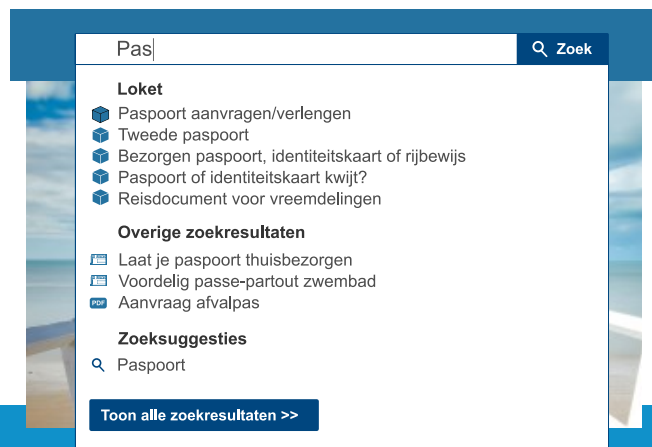 Pas
Zoek
Loket
Paspoort aanvragen/verlengen
Tweede paspoort
Bezorgen paspoort, identiteitskaart of rijbewijs
Paspoort of identiteitskaart kwijt?
Reisdocument voor vreemdelingen
Overige zoekresultaten
Laat je paspoort thuisbezorgen
Voordelig passe-partout zwembad
PDF Aanvraag afvalpas
Zoeksuggesties
Paspoort
Toon alle zoekresultaten >>